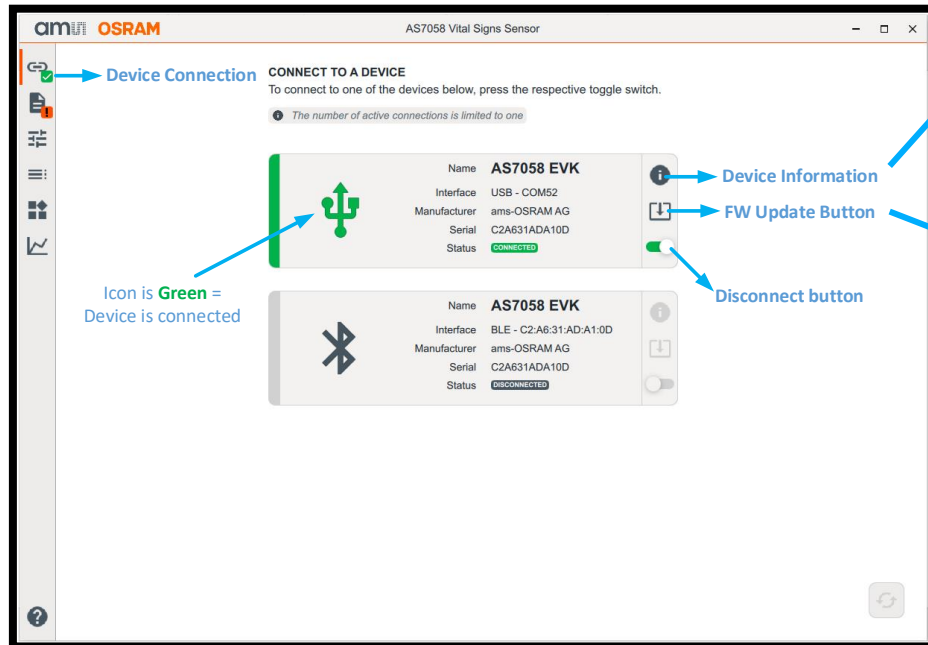 amu OSRAM
AS7058 Vital Signs Sensor
Device Connection
CONNECT TO A DEVICE
To connect to one of the devices below, press the respective toggle switch.
The number of active connections is limited to one
Name AS7058 EVK
Interface USB - COM52
Manufacturer ams-OSRAM AG
Serial C2A631ADA10D
Status CONNECTED
Device Information
FW Update Button
Disconnect button
Icon is Green =
Device is connected
Name AS7058 EVK
Interface BLE - C2:A6:31:AD:A1:0D
Manufacturer ams-OSRAM AG
Serial C2A631ADA10D
Status DISCONNECTED